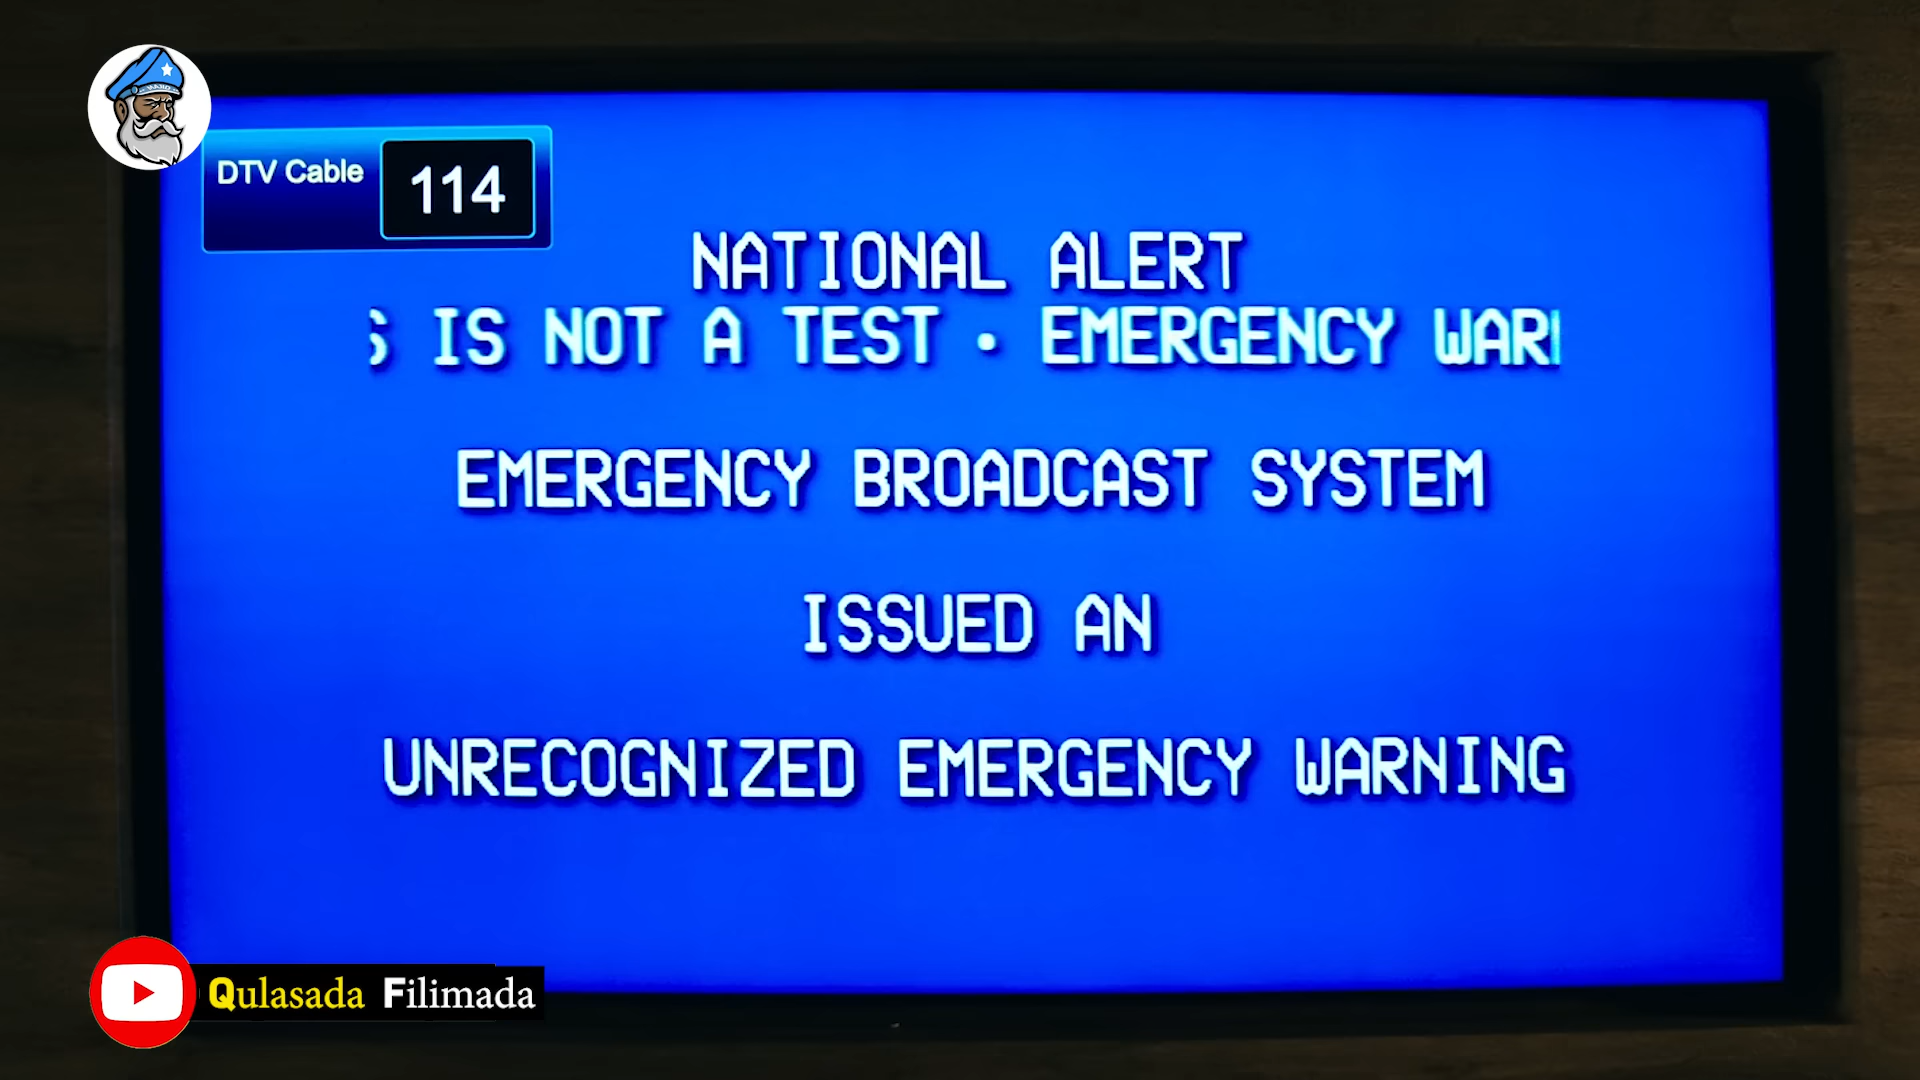 DTV Cable
114
NATIONAL ALERT
IS NOT A TEST • EMERGENCY
EMERGENCY BROADCAST SYSTEM
ISSUED AN
UNRECOGNIZED EMERGENCY WARNING
Qulasada Filimada